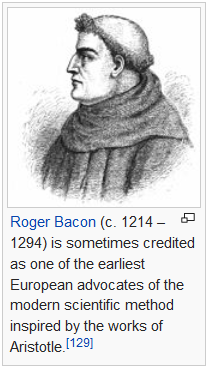 Roger Bacon (c. 1214 –
1294) is sometimes credited
as one of the earliest
European advocates of the
modern scientific method
inspired by the works of
Aristotle.[129]